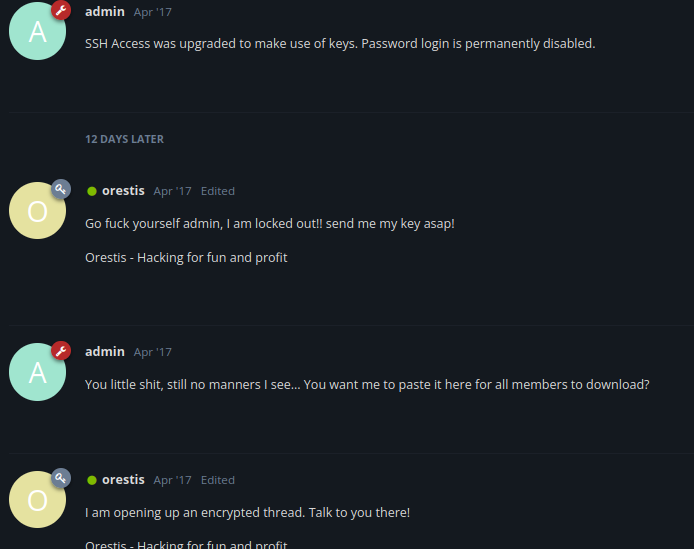 A
admin Apr '17
SSH Access was upgraded to make use of keys. Password login is permanently disabled.
12 DAYS LATER
O
orestis Apr '17 Edited
Go fuck yourself admin, I am locked out!! send me my key asap!
Orestis - Hacking for fun and profit
A
admin Apr '17
You little shit, still no manners I see... You want me to paste it here for all members to download?
O
orestis Apr '17 Edited
I am opening up an encrypted thread. Talk to you there!
Orestis - Hacking for fun and profit